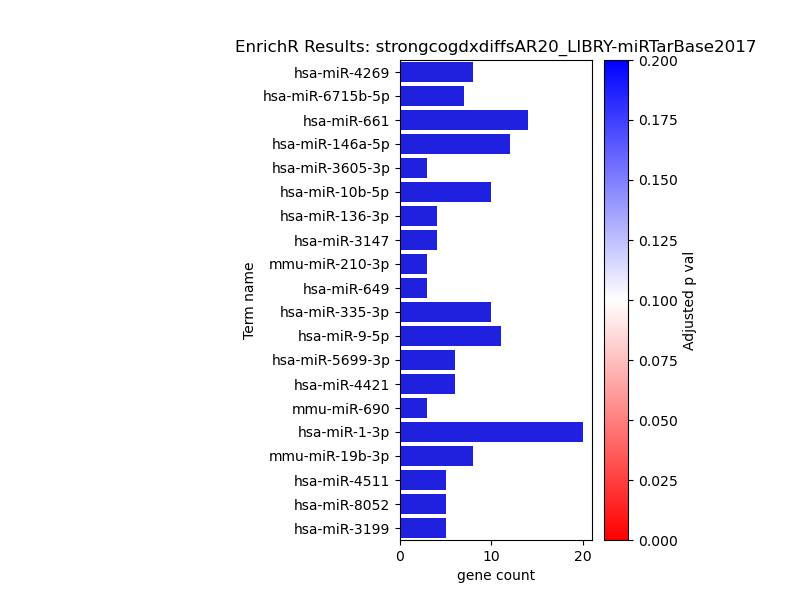 EnrichR Results: strongcogdxdiffsAR20_LIBRY-miRTarBase2017
hsa-miR-4269
hsa-miR-6715b-5p
hsa-miR-661
hsa-miR-146a-5p
hsa-miR-3605-3p
hsa-miR-10b-5p
hsa-miR-136-3p
hsa-miR-3147
mmu-miR-210-3p
hsa-miR-649
hsa-miR-335-3p
hsa-miR-9-5p
hsa-miR-5699-3p
hsa-miR-4421
mmu-miR-690
hsa-miR-1-3p
mmu-miR-19b-3p
hsa-miR-4511
hsa-miR-8052
hsa-miR-3199
Term name
0 10 20
gene count
0.200
0.175
0.150
0.125
0.100
0.075
0.050
0.025
0.000
Adjusted p val